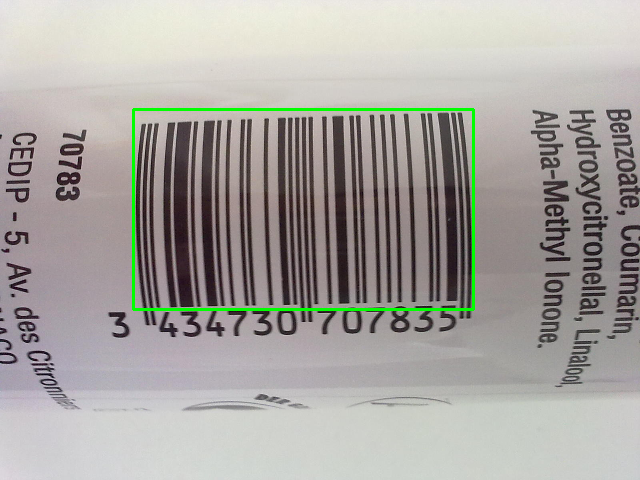 70783
CEDIP - 5, Av. des Citronniers
3 434730 707835
Benzoate, Coumarin,
Hydroxycitronellal, Linalool,
Alpha-Methyl Ionone.